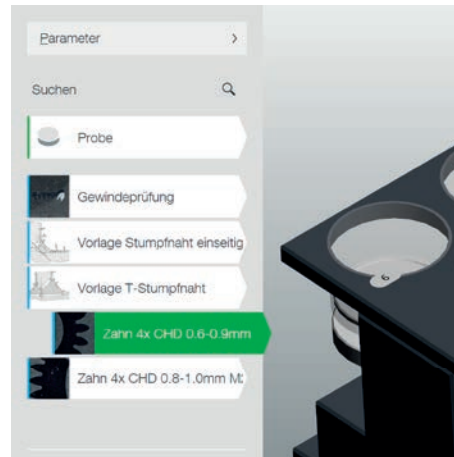 Parameter
Suchen
Probe
Gewindeprüfung
Vorlage Stumpfnaht einseitig
Vorlage T-Stumpfnaht
Zahn 4x CHD 0.6-0.9mm
Zahn 4x CHD 0.8-1.0mm
6